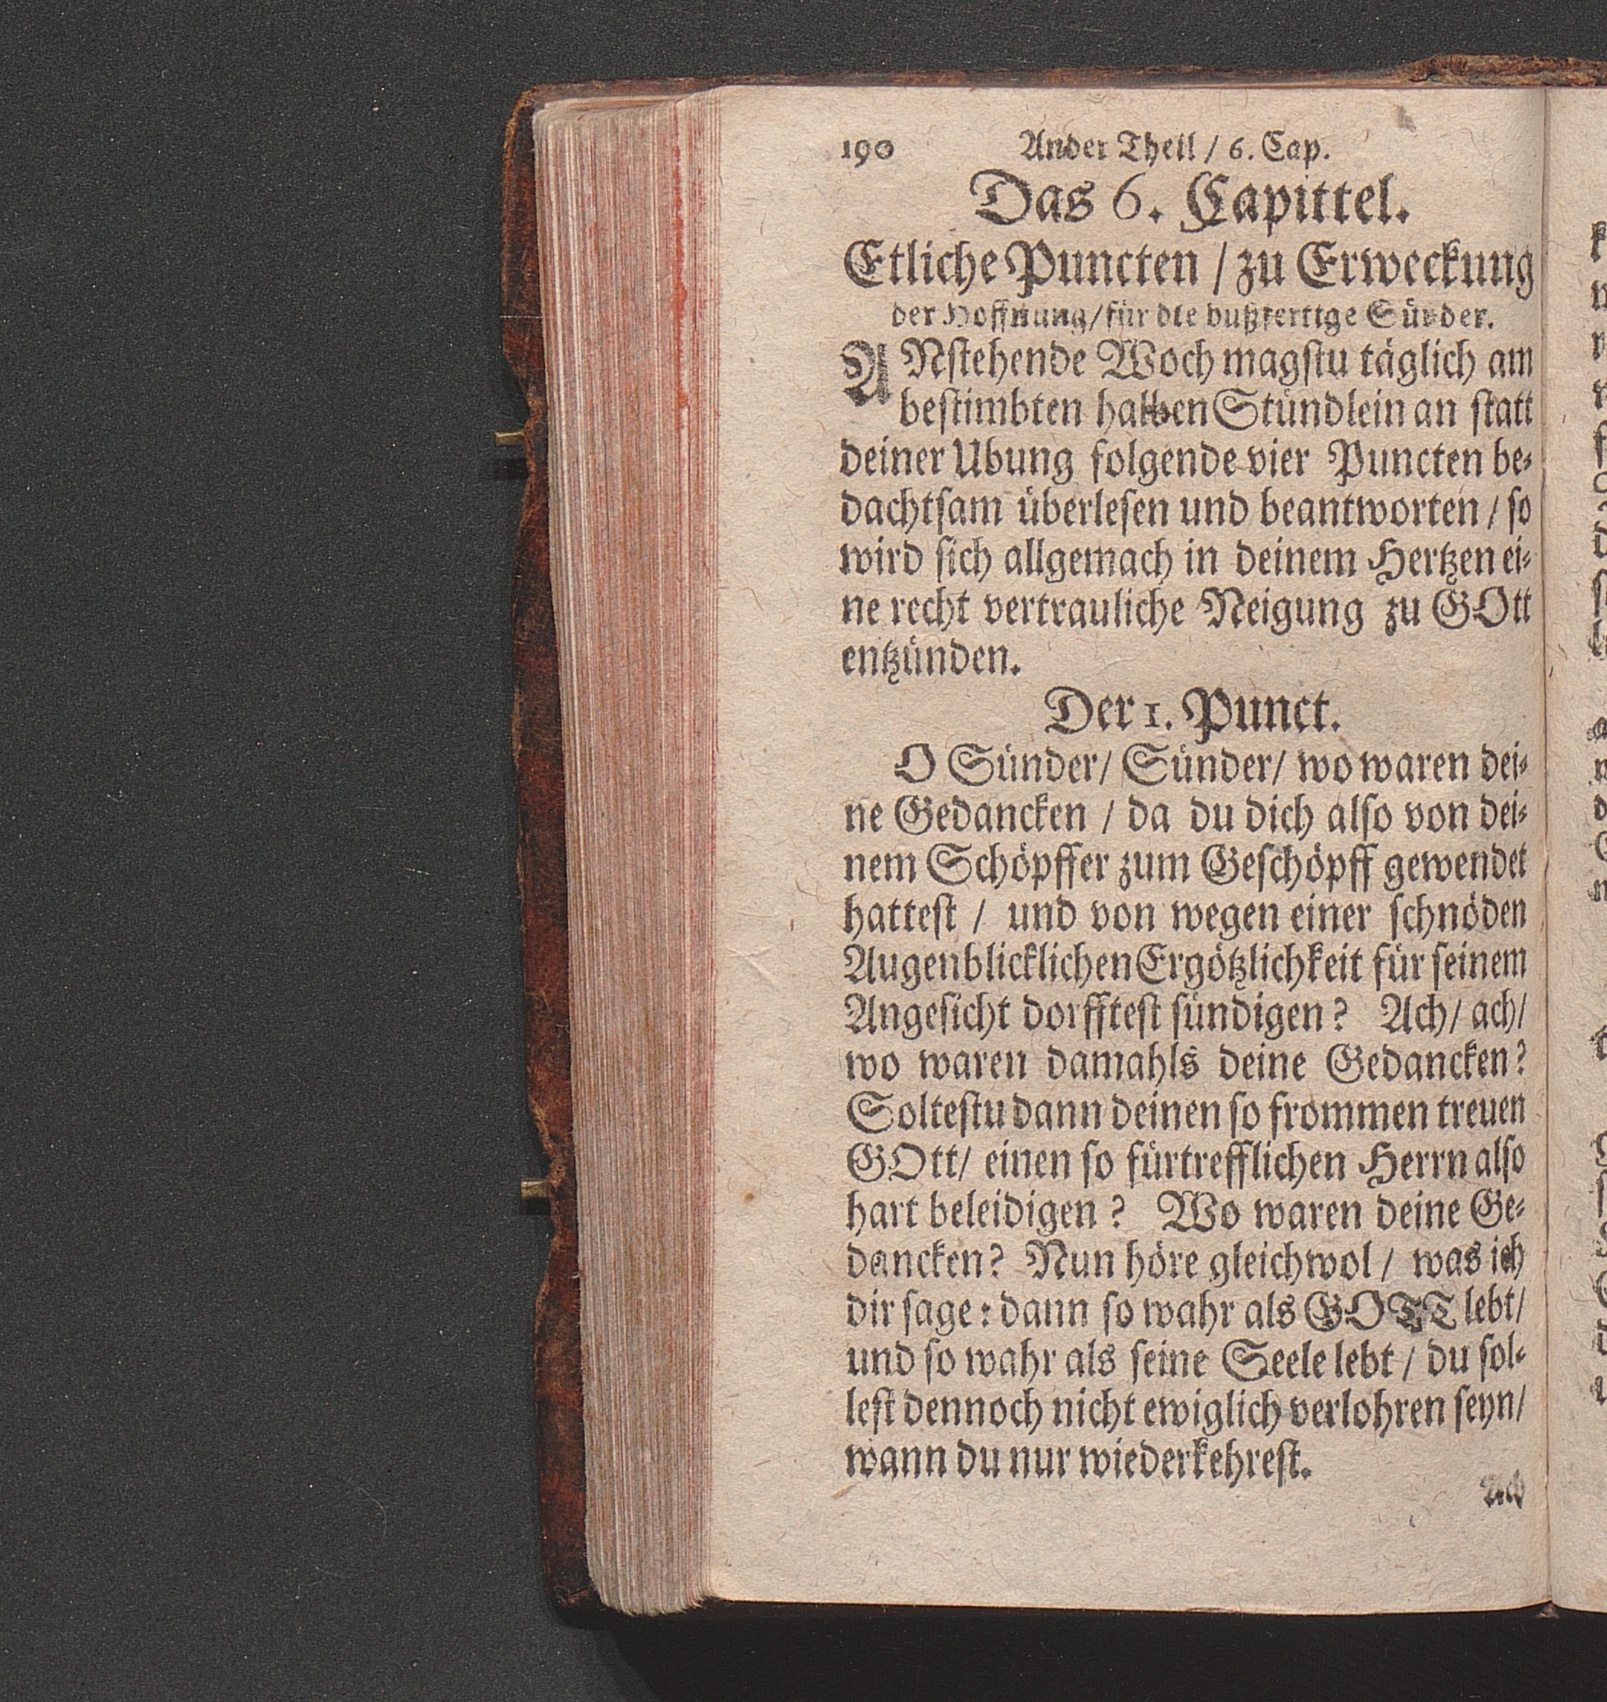 190 Ander Theil / 6. Cap.
Das 6. Capittel.
Etliche Puncten / zu Erweckung
der Hoffnung / für die bußfertige Sünder.
ANſtehende Woch magſtu täglich am
beſtimbten halben Stündlein an ſtatt
deiner Ubung folgende vier Puncten be⸗
dachtſam überleſen und beantworten / ſo
wird ſich allgemach in deinem Hertzen ei⸗
ne recht vertrauliche Neigung zu GOtt
entzünden.
Der 1. Punct.
O Sünder / Sünder / wo waren dei⸗
ne Gedancken / da du dich alſo von dei⸗
nem Schöpffer zum Geſchöpff gewendet
hatteſt / und von wegen einer ſchnöden
Augenblicklichen Ergötzlichkeit für ſeinem
Angeſicht dorffteſt ſündigen? Ach / ach /
wo waren damahls deine Gedancken?
Solteſtu dann deinen ſo frommen treuen
GOtt / einen ſo fürtrefflichen Herrn alſo
hart beleidigen? Wo waren deine Ge⸗
dancken? Nun höre gleichwol / was ich
dir ſage: dann ſo wahr als GOTT lebt /
und ſo wahr als ſeine Seele lebt / du ſol⸗
leſt dennoch nicht ewiglich verlohren ſeyn /
wann du nur wiederkehreſt.
Ach